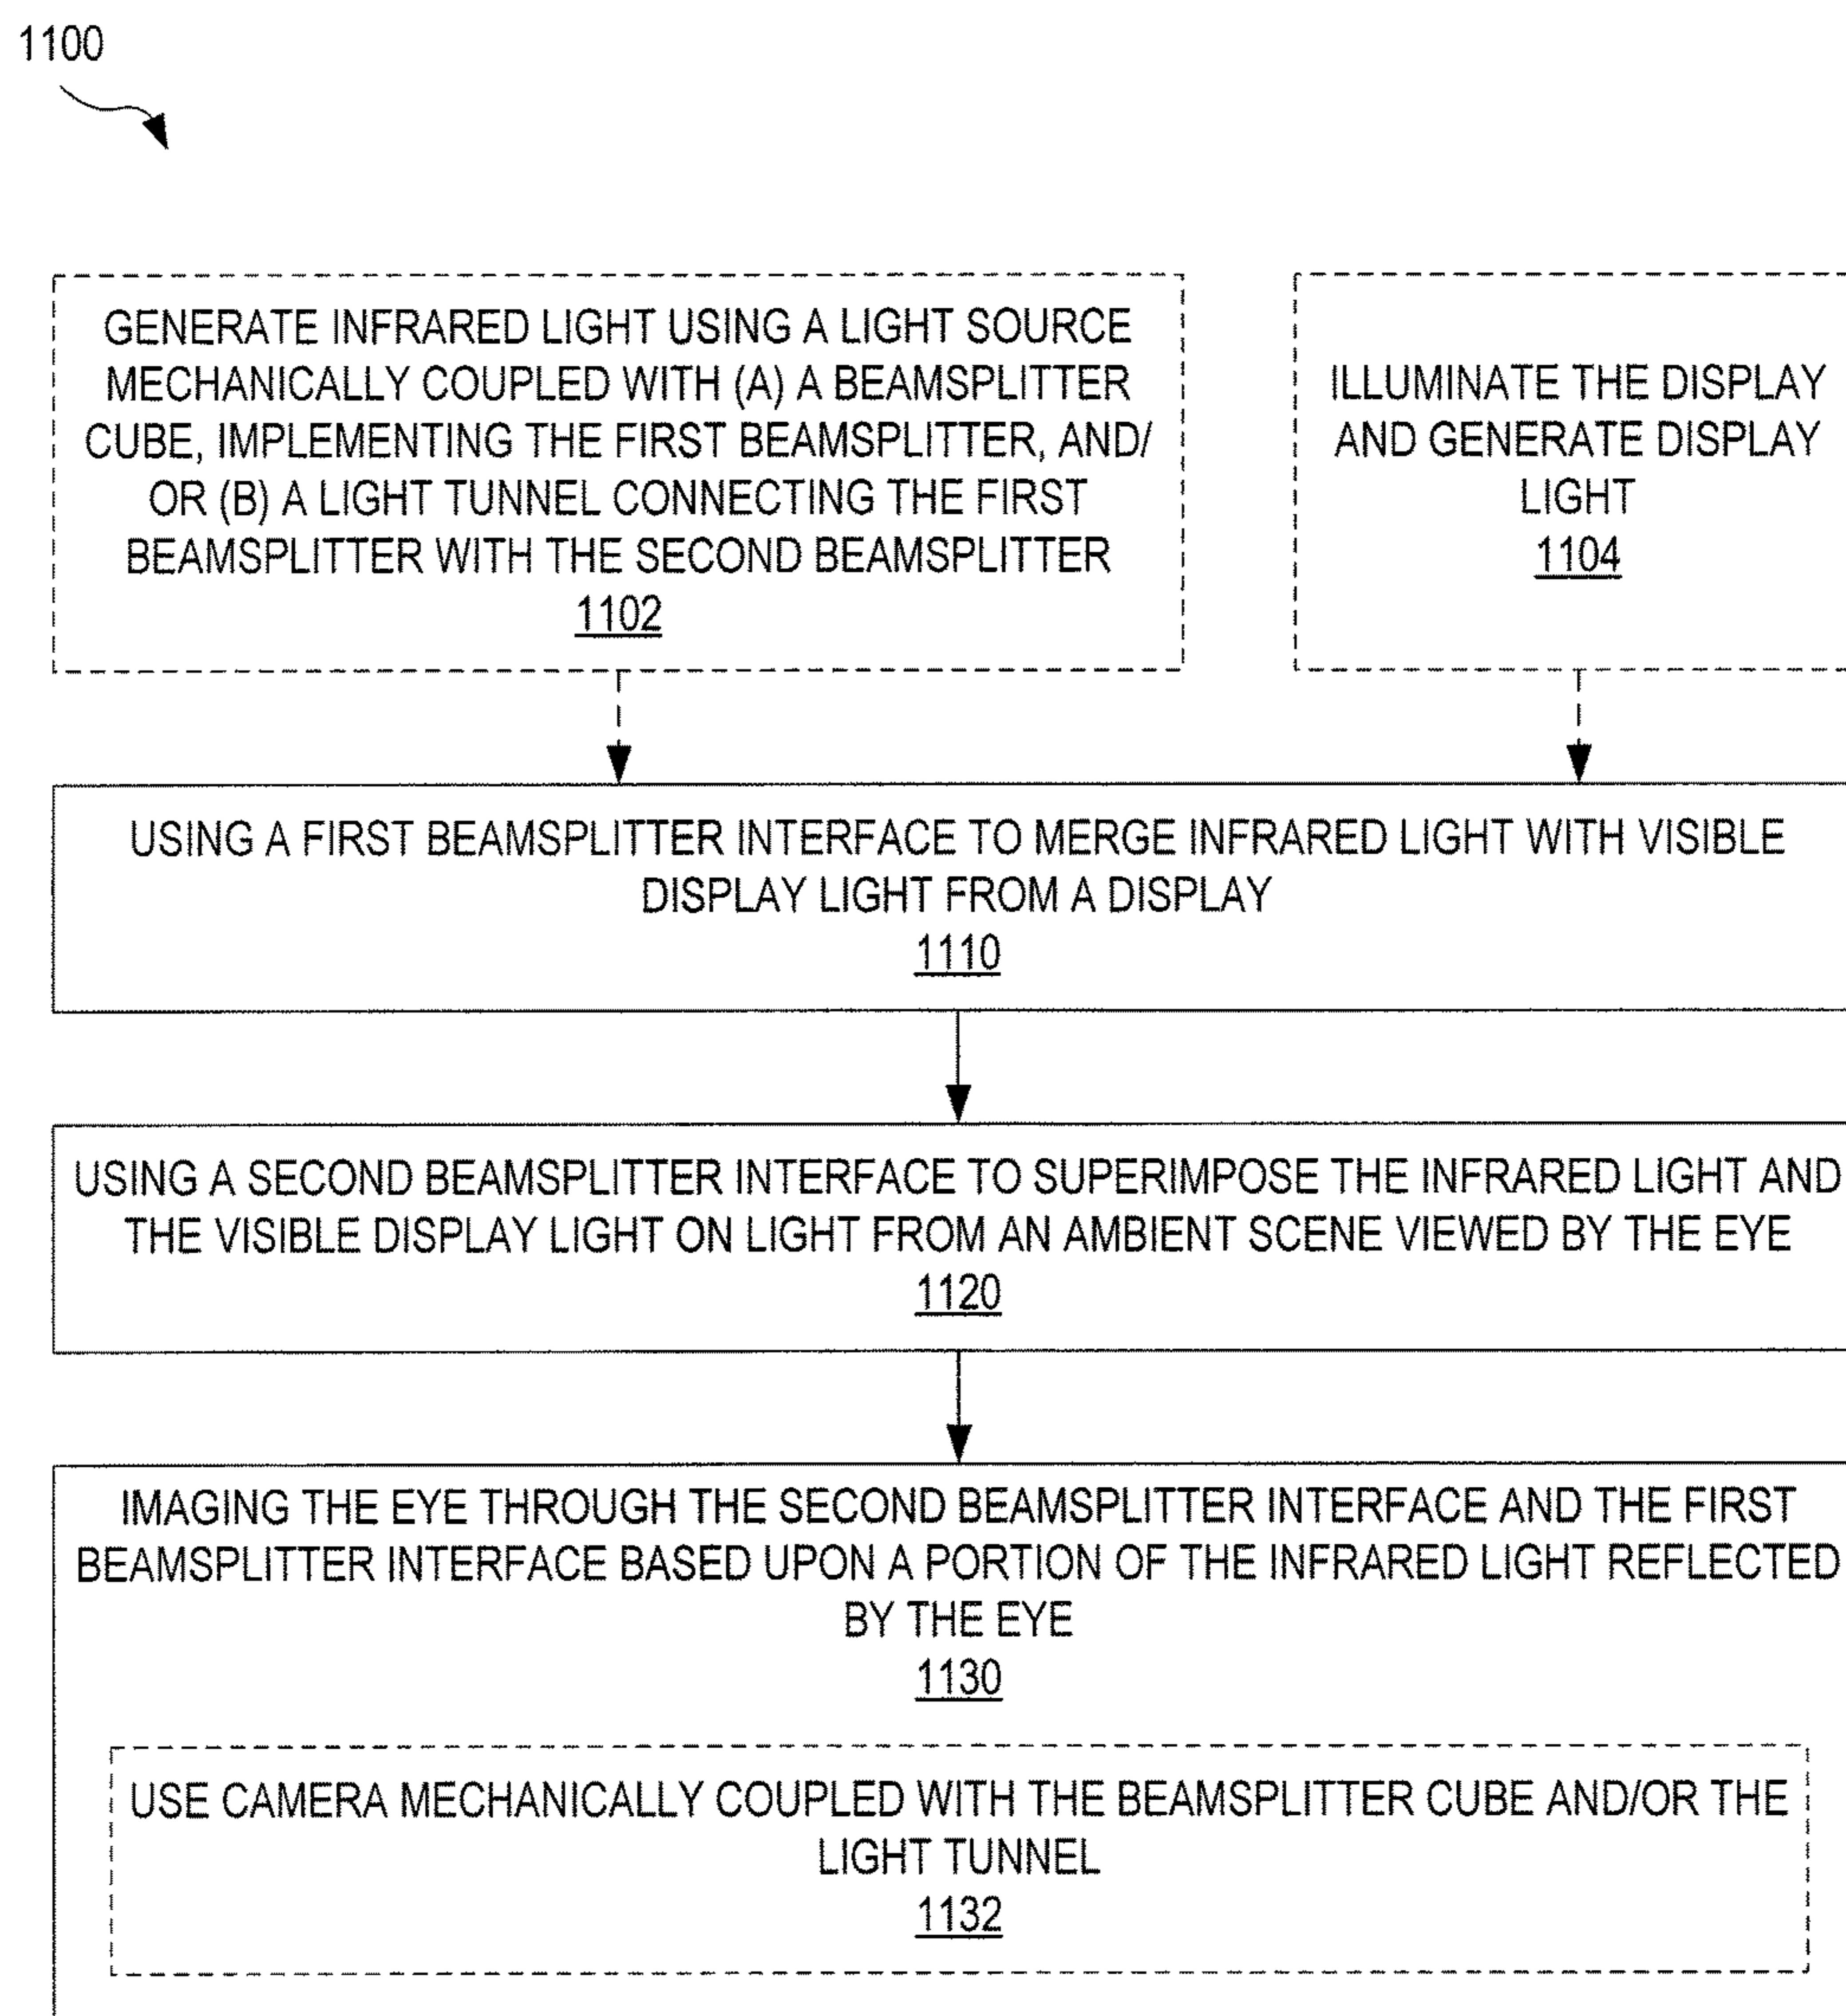 1100
GENERATE INFRARED LIGHT USING A LIGHT SOURCE
MECHANICALLY COUPLED WITH (A) A BEAMSPLITTER
CUBE, IMPLEMENTING THE FIRST BEAMSPLITTER, AND/
OR (B) A LIGHT TUNNEL CONNECTING THE FIRST
BEAMSPLITTER WITH THE SECOND BEAMSPLITTER
1102
ILLUMINATE THE DISPLAY
AND GENERATE DISPLAY
LIGHT
1104
USING A FIRST BEAMSPLITTER INTERFACE TO MERGE INFRARED LIGHT WITH VISIBLE
DISPLAY LIGHT FROM A DISPLAY
1110
USING A SECOND BEAMSPLITTER INTERFACE TO SUPERIMPOSE THE INFRARED LIGHT AND
THE VISIBLE DISPLAY LIGHT ON LIGHT FROM AN AMBIENT SCENE VIEWED BY THE EYE
1120
IMAGING THE EYE THROUGH THE SECOND BEAMSPLITTER INTERFACE AND THE FIRST
BEAMSPLITTER INTERFACE BASED UPON A PORTION OF THE INFRARED LIGHT REFLECTED
BY THE EYE
1130
USE CAMERA MECHANICALLY COUPLED WITH THE BEAMSPLITTER CUBE AND/OR THE
LIGHT TUNNEL
1132